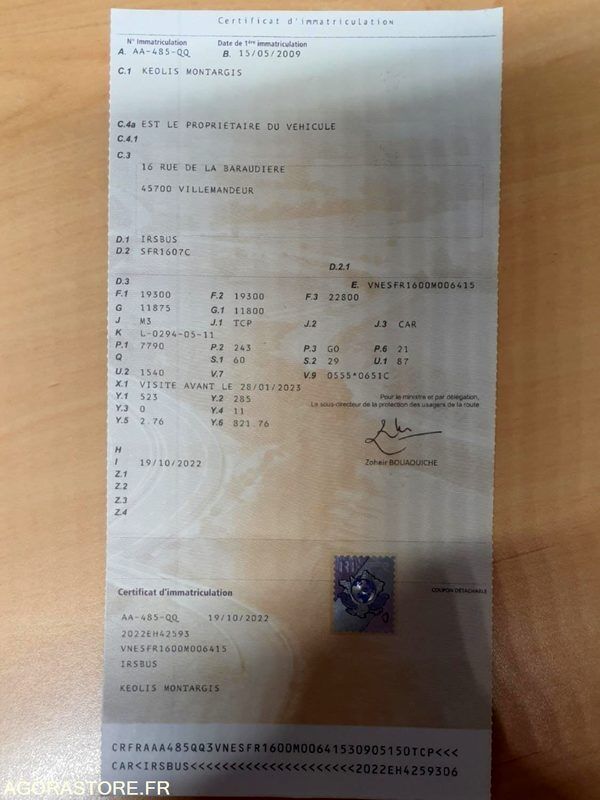 Certificat d'immatriculation
N° Immatriculation Date de 1ère immatriculation
A. AA-485-QQ B. 15/05/2009
C.1 KEOLIS MONTARGIS
C.4a EST LE PROPRIÉTAIRE DU VEHICULE
C.4.1
C.3
16 RUE DE LA BARAUDIERE
45700 VILLEMANDEUR
D.1 IRSBUS
D.2 SFR1607C
D.2.1
D.3 E. VNESFR1600M006415
F.1 19300 F.2 19300 F.3 22800
G 11875 G.1 11800
J M3 J.1 TCP J.2 J.3 CAR
K L-0294-05-11
P.1 7790 P.2 243 P.3 GO P.6 21
Q S.1 60 S.2 29 U.1 87
U.2 1540 V.7 V.9 0555*0651C
X.1 VISITE AVANT LE 28/01/2023
Y.1 523 Y.2 285
Y.3 0 Y.4 11
Y.5 2.76 Y.6 821.76
Pour le ministre et par délégation,
Le sous-directeur de la protection des usagers de la route
Zoheir BOUAOUICHE
H
I 19/10/2022
Z.1
Z.2
Z.3
Z.4
Certificat d'immatriculation COUPON DÉTACHABLE
AA-485-QQ 19/10/2022
2022EH42593
VNESFR1600M006415
IRSBUS
KEOLIS MONTARGIS
CRFRAAA485QQ3VNESFR1600M00641530905150TCP<<<
CAR<IRSBUS<<<<<<<<<<<<<<<<<<<<<<2022EH4259306
AGORASTORE.FR